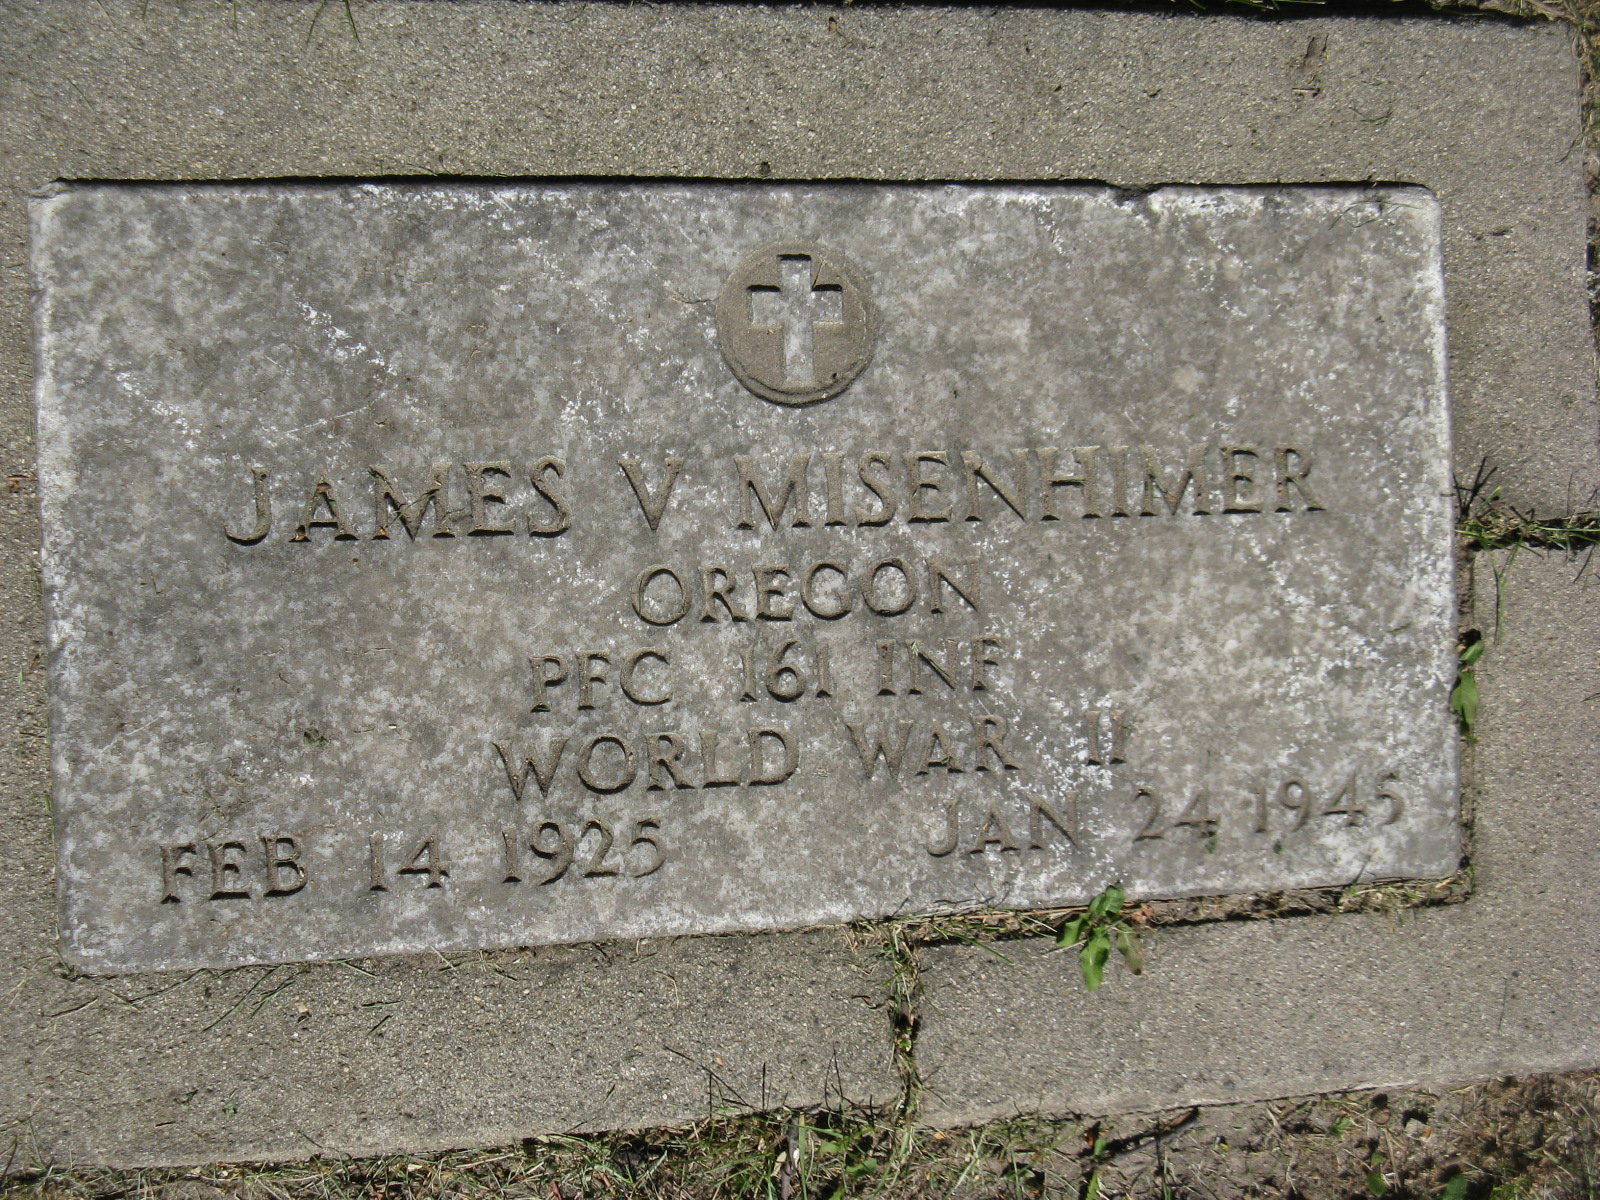 JAMES V MISENHIMER
OREGON
PFC 161 INF
WORLD WAR II
FEB 14 1925 JAN 24 1945